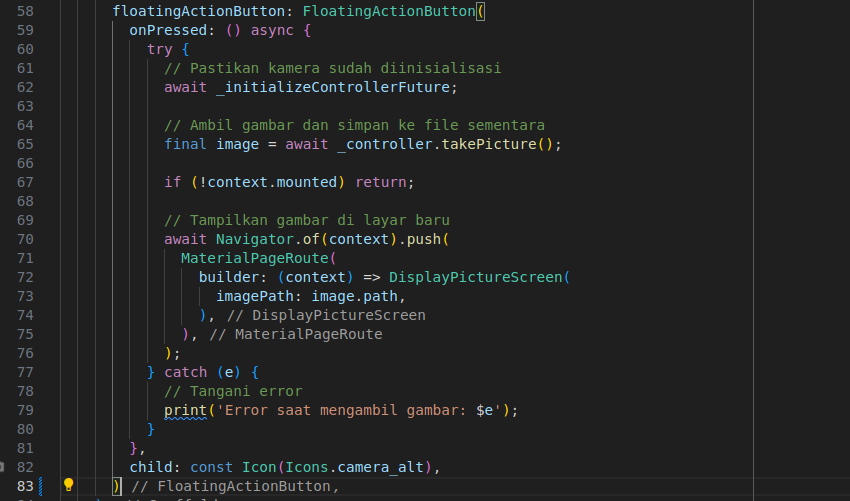 58 floatingActionButton: FloatingActionButton(
59 onPressed: () async {
60 try {
61 // Pastikan kamera sudah diinisialisasi
62 await _initializeControllerFuture;
63
64 // Ambil gambar dan simpan ke file sementara
65 final image = await _controller.takePicture();
66
67 if (!context.mounted) return;
68
69 // Tampilkan gambar di layar baru
70 await Navigator.of(context).push(
71 MaterialPageRoute(
72 builder: (context) => DisplayPictureScreen(
73 imagePath: image.path,
74 ), // DisplayPictureScreen
75 ), // MaterialPageRoute
76 );
77 } catch (e) {
78 // Tangani error
79 print('Error saat mengambil gambar: $e');
80 }
81 },
82 child: const Icon(Icons.camera_alt),
83 ) // FloatingActionButton,